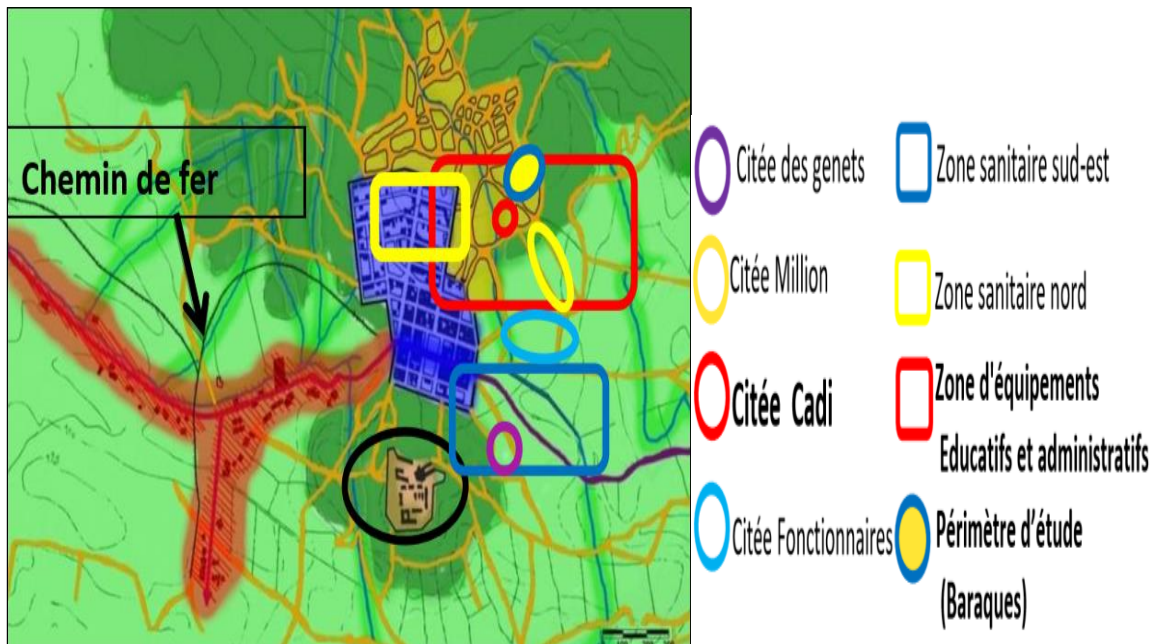 Chemin de fer
Citée des genets
Zone sanitaire sud-est
Citée Million
Zone sanitaire nord
Citée Cadi
Zone d'équipements
Educatifs et administratifs
Citée Fonctionnaires
Périmètre d'étude
(Baraques)